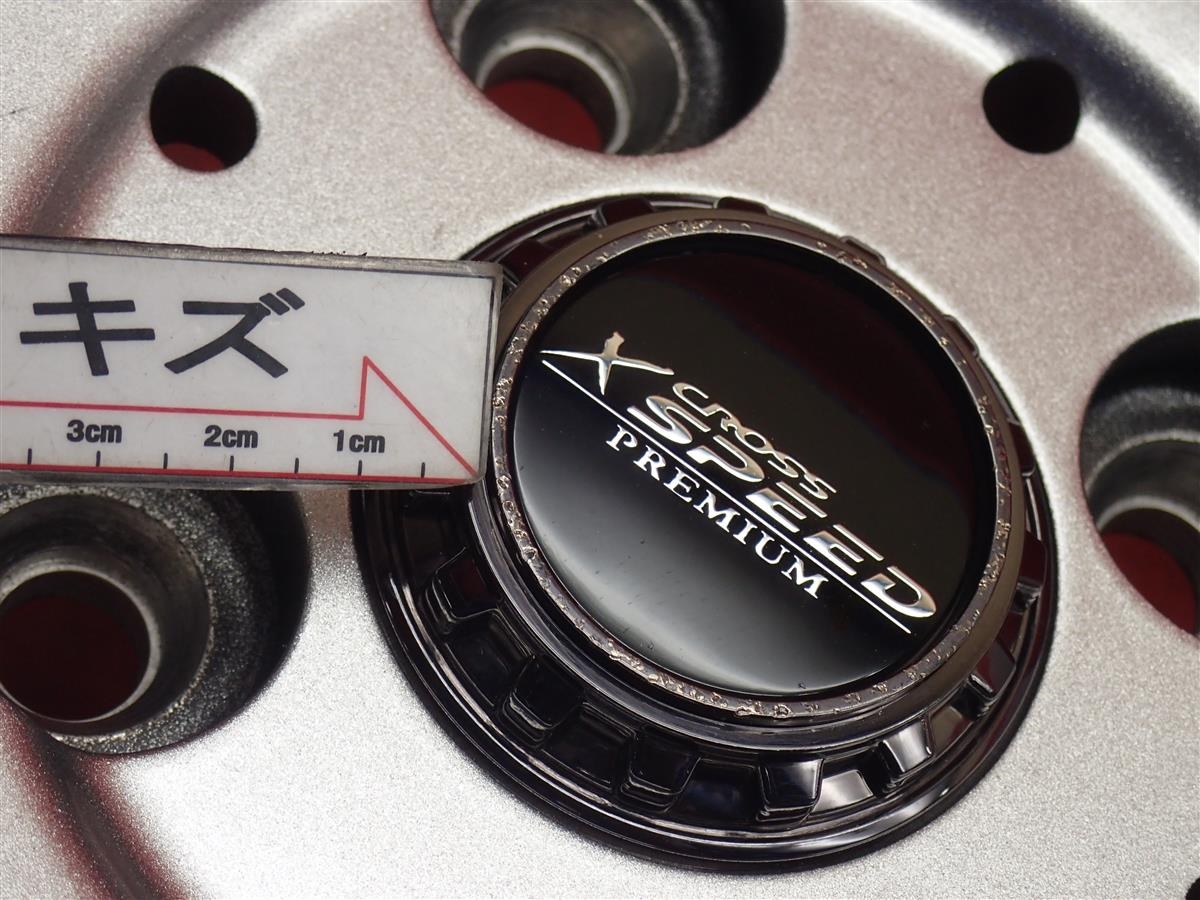 キズ
3cm 2cm 1cm
X CROSS
SPEED
PREMIUM